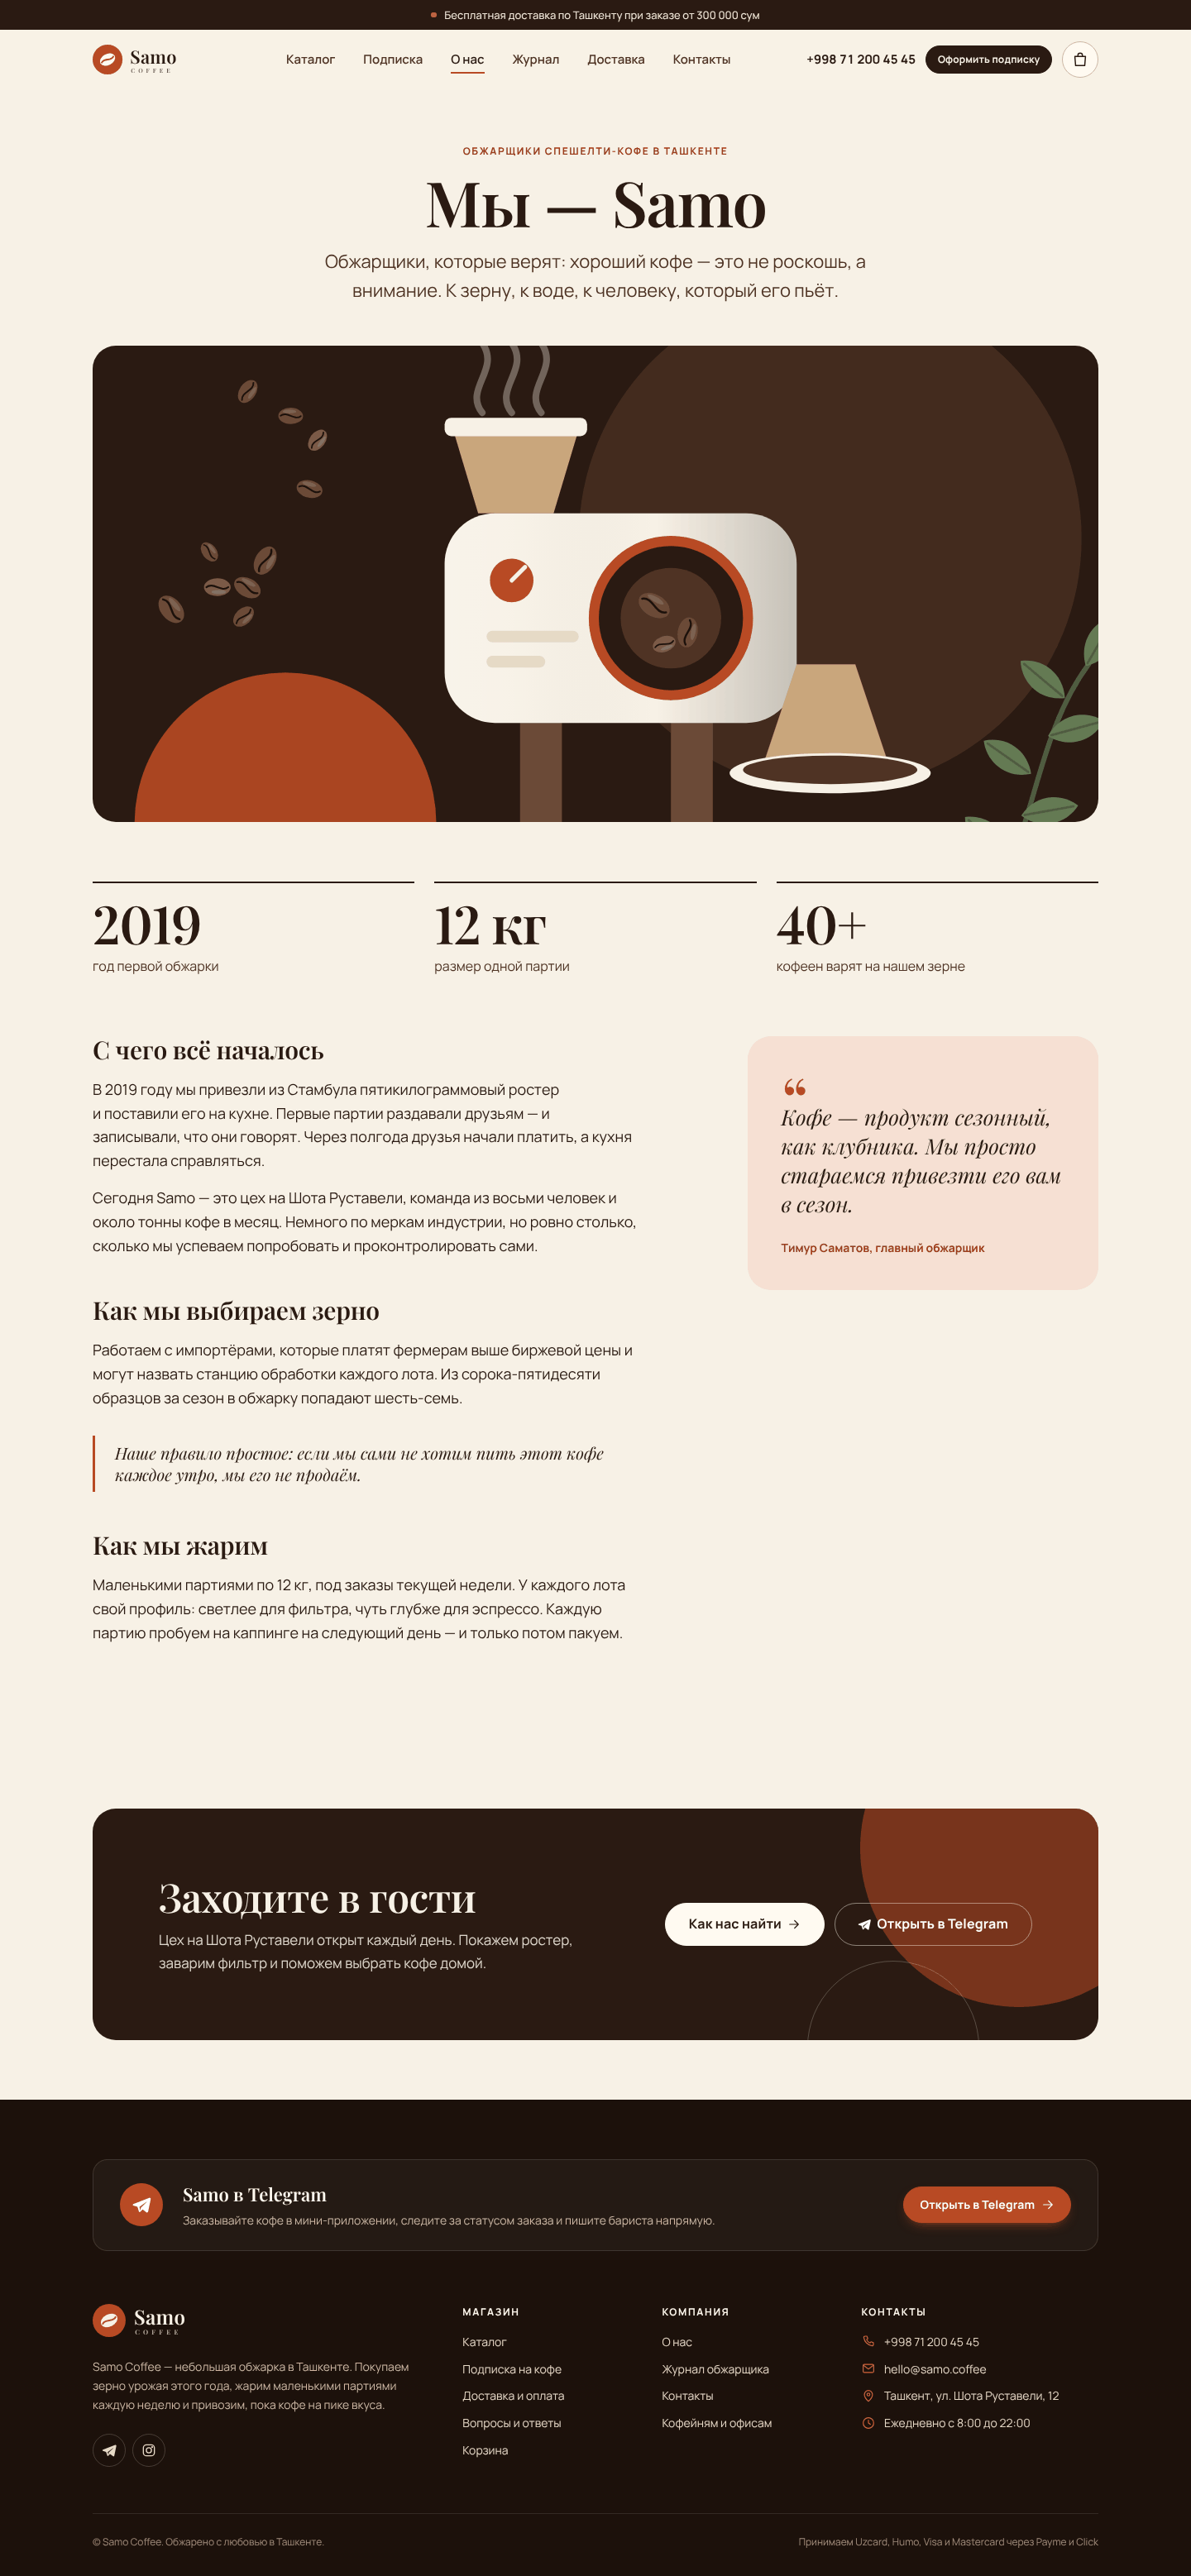 Бесплатная доставка по Ташкенту при заказе от 300 000 сум
Samo
COFFEE
Каталог
Подписка
О нас
Журнал
Доставка
Контакты
+998 71 200 45 45
Оформить подписку
ОБЖАРЩИКИ СПЕШЕЛТИ-КОФЕ В ТАШКЕНТЕ
Мы — Samo
Обжарщики, которые верят: хороший кофе — это не роскошь, а
внимание. К зерну, к воде, к человеку, который его пьёт.
2019
год первой обжарки
12 кг
размер одной партии
40+
кофеен варят на нашем зерне
С чего всё началось
В 2019 году мы привезли из Стамбула пятикилограммовый ростер
и поставили его на кухне. Первые партии раздавали друзьям — и
записывали, что они говорят. Через полгода друзья начали платить, а кухня
перестала справляться.
Сегодня Samo — это цех на Шота Руставели, команда из восьми человек и
около тонны кофе в месяц. Немного по меркам индустрии, но ровно столько,
сколько мы успеваем попробовать и проконтролировать сами.
Как мы выбираем зерно
Работаем с импортёрами, которые платят фермерам выше биржевой цены и
могут назвать станцию обработки каждого лота. Из сорока-пятидесяти
образцов за сезон в обжарку попадают шесть-семь.
Наше правило простое: если мы сами не хотим пить этот кофе
каждое утро, мы его не продаём.
Как мы жарим
Маленькими партиями по 12 кг, под заказы текущей недели. У каждого лота
свой профиль: светлее для фильтра, чуть глубже для эспрессо. Каждую
партию пробуем на каппинге на следующий день — и только потом пакуем.
“
Кофе — продукт сезонный,
как клубника. Мы просто
стараемся привезти его вам
в сезон.
Тимур Саматов, главный обжарщик
Заходите в гости
Цех на Шота Руставели открыт каждый день. Покажем ростер,
заварим фильтр и поможем выбрать кофе домой.
Как нас найти →
Открыть в Telegram
Samo в Telegram
Заказывайте кофе в мини-приложении, следите за статусом заказа и пишите бариста напрямую.
Открыть в Telegram →
Samo
COFFEE
Samo Coffee — небольшая обжарка в Ташкенте. Покупаем
зерно урожая этого года, жарим маленькими партиями
каждую неделю и привозим, пока кофе на пике вкуса.
МАГАЗИН
Каталог
Подписка на кофе
Доставка и оплата
Вопросы и ответы
Корзина
КОМПАНИЯ
О нас
Журнал обжарщика
Контакты
Кофейням и офисам
КОНТАКТЫ
+998 71 200 45 45
hello@samo.coffee
Ташкент, ул. Шота Руставели, 12
Ежедневно с 8:00 до 22:00
© Samo Coffee. Обжарено с любовью в Ташкенте.
Принимаем Uzcard, Humo, Visa и Mastercard через Payme и Click